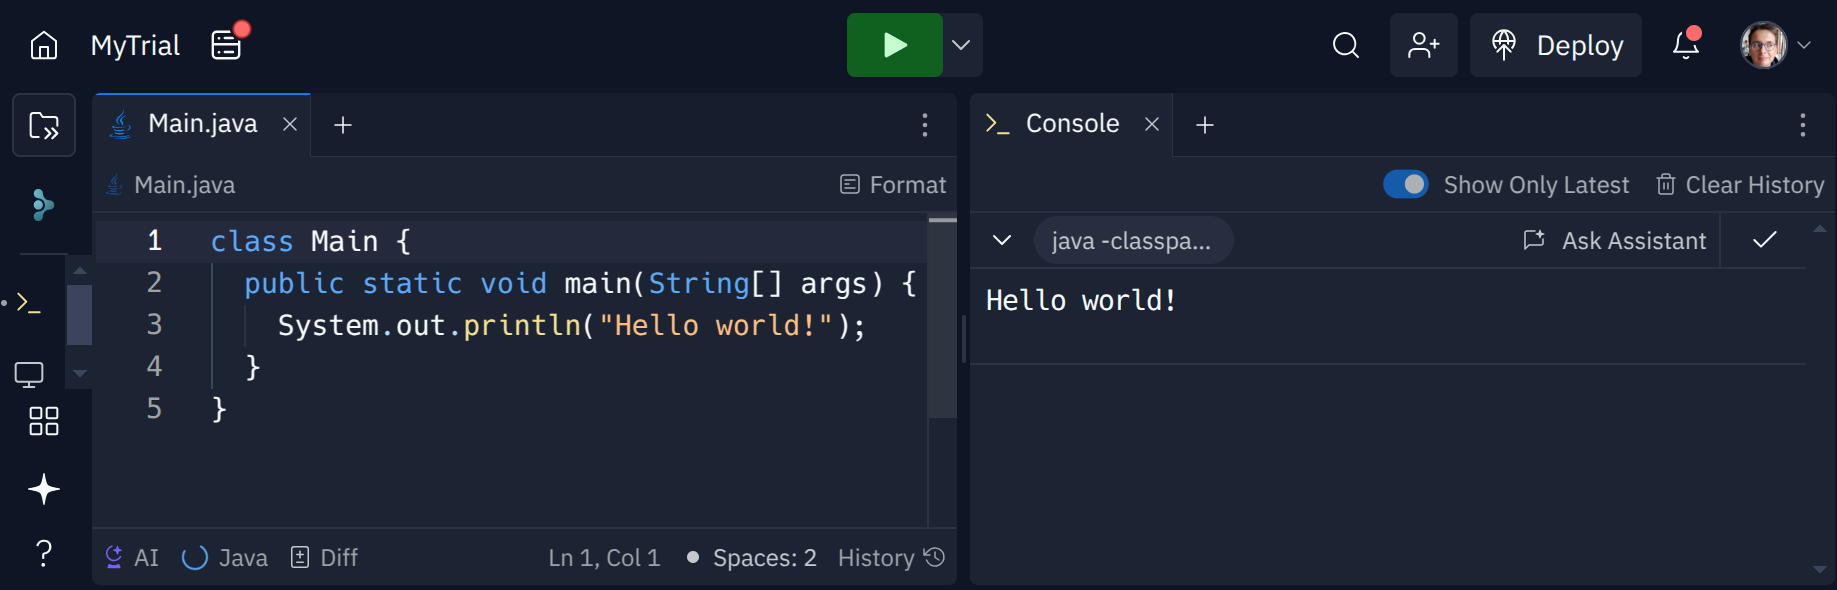 MyTrial
Deploy
Main.java
Console
Main.java
Format
Show Only Latest
Clear History
1 class Main {
2   public static void main(String[] args) {
3     System.out.println("Hello world!");
4   }
5 }
java -classpa...
Ask Assistant
Hello world!
AI
Java
Diff
Ln 1, Col 1
Spaces: 2
History